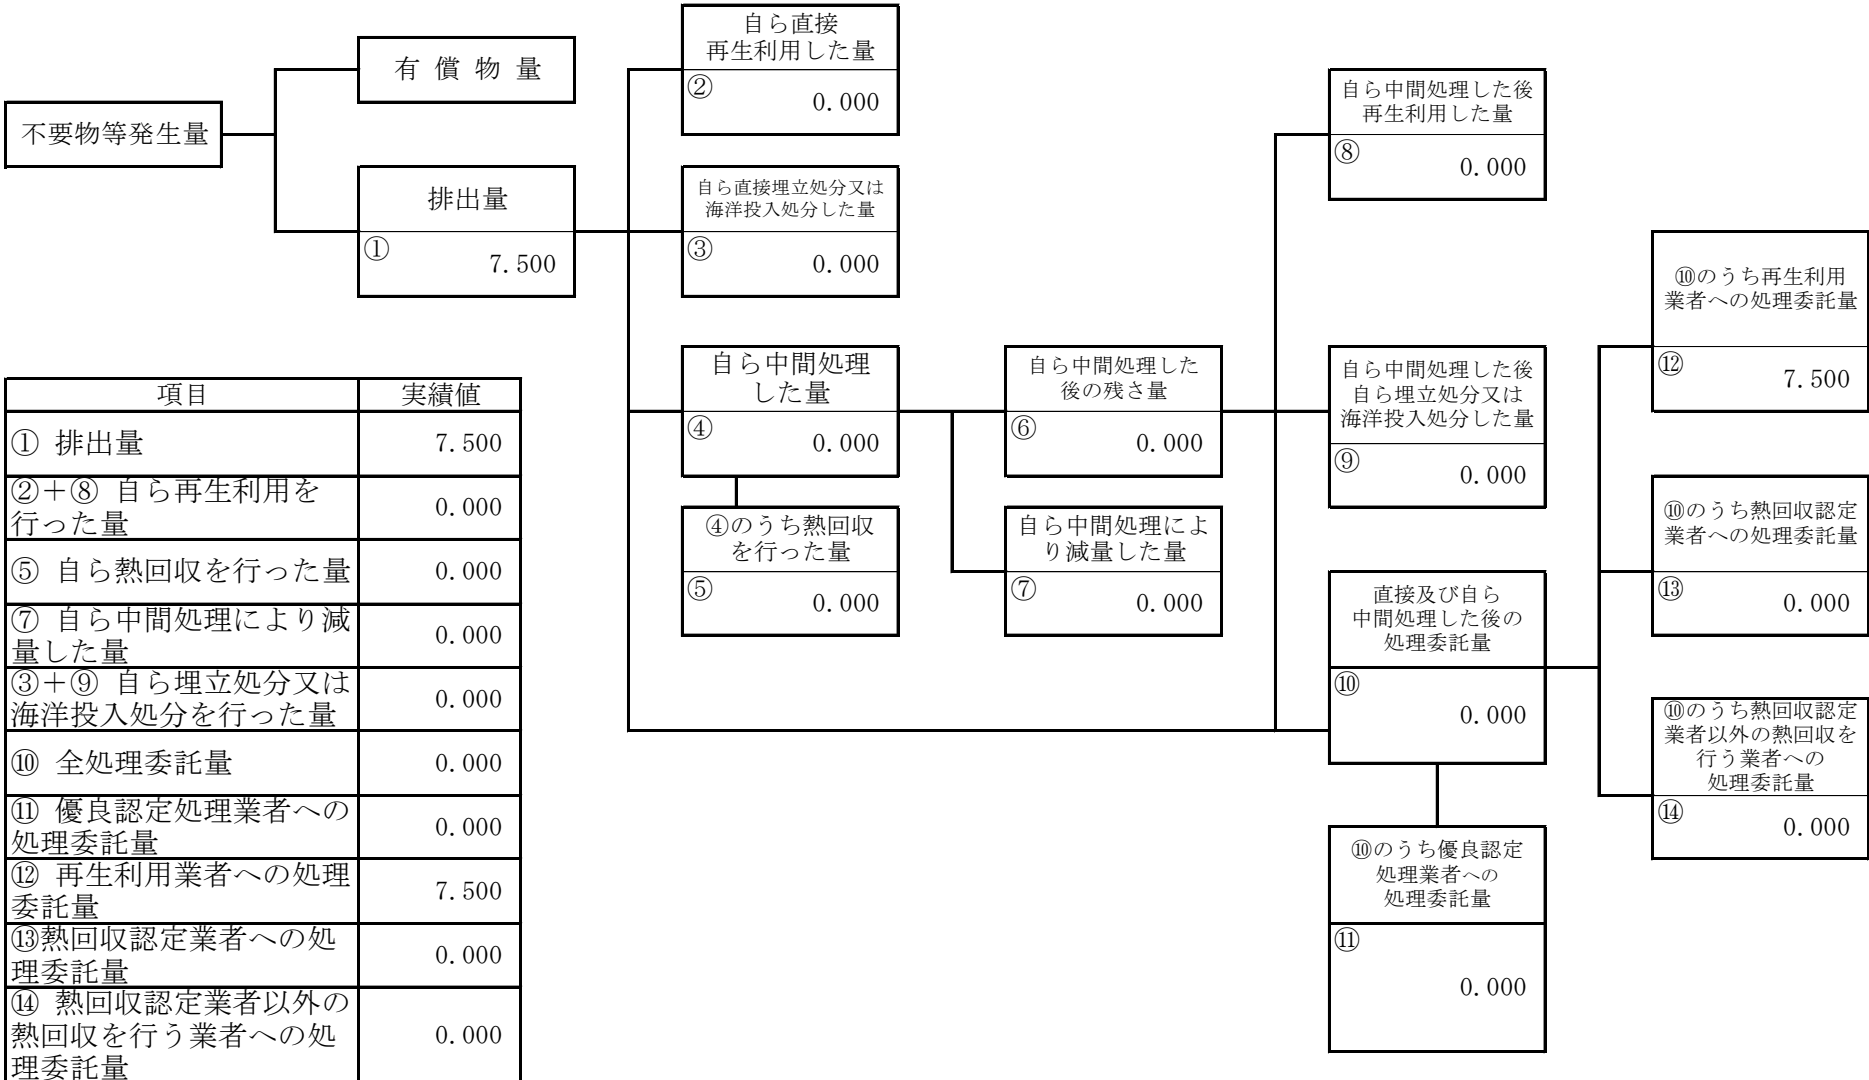 不要物等発生量
有 償 物 量
排出量
①
7.500
自ら直接
再生利用した量
②
0.000
自ら直接埋立処分又は
海洋投入処分した量
③
0.000
自ら中間処理
した量
④
0.000
④のうち熱回収
を行った量
⑤
0.000
自ら中間処理した
後の残さ量
⑥
0.000
自ら中間処理によ
り減量した量
⑦
0.000
自ら中間処理した後
再生利用した量
⑧
0.000
自ら中間処理した後
自ら埋立処分又は
海洋投入処分した量
⑨
0.000
直接及び自ら
中間処理した後の
処理委託量
⑩
0.000
⑩のうち優良認定
処理業者への
処理委託量
⑪
0.000
⑩のうち再生利用
業者への処理委託量
⑫
7.500
⑩のうち熱回収認定
業者への処理委託量
⑬
0.000
⑩のうち熱回収認定
業者以外の熱回収を
行う業者への
処理委託量
⑭
0.000
項目 実績値
① 排出量 7.500
②＋⑧ 自ら再生利用を
行った量 0.000
⑤ 自ら熱回収を行った量 0.000
⑦ 自ら中間処理により減
量した量 0.000
③＋⑨ 自ら埋立処分又は
海洋投入処分を行った量 0.000
⑩ 全処理委託量 0.000
⑪ 優良認定処理業者への
処理委託量 0.000
⑫ 再生利用業者への処理
委託量 7.500
⑬熱回収認定業者への処
理委託量 0.000
⑭ 熱回収認定業者以外の
熱回収を行う業者への処
理委託量 0.000